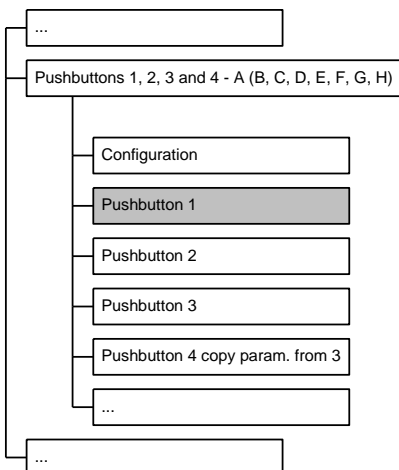 ...
Pushbuttons 1, 2, 3 and 4 - A (B, C, D, E, F, G, H)
Configuration
Pushbutton 1
Pushbutton 2
Pushbutton 3
Pushbutton 4 copy param. from 3
...
...